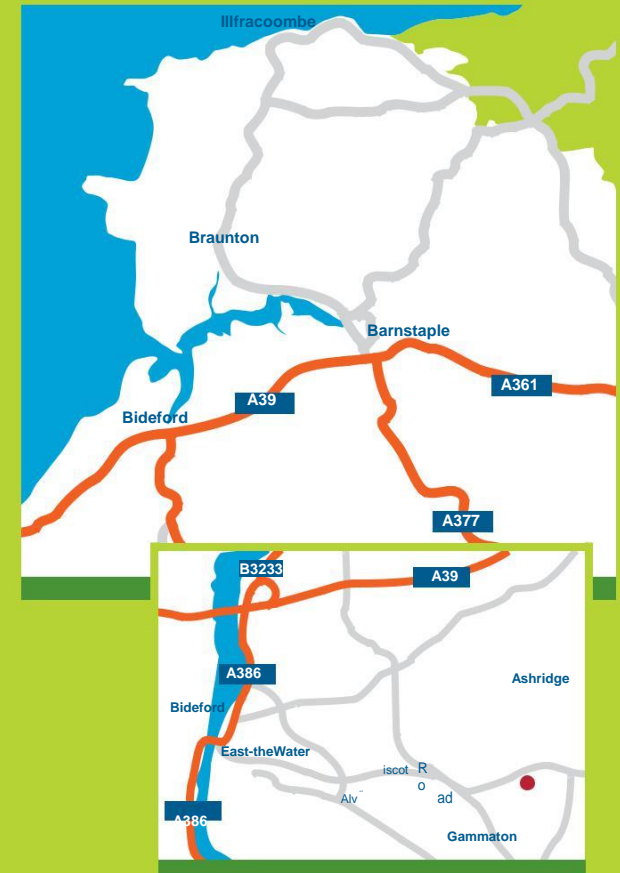 Illfracoombe
Braunton
Barnstaple
A361
A39
Bideford
A377
B3233
A39
A386
Ashridge
Bideford
East-theWater
Alv iscot R o ad
A386
Gammaton